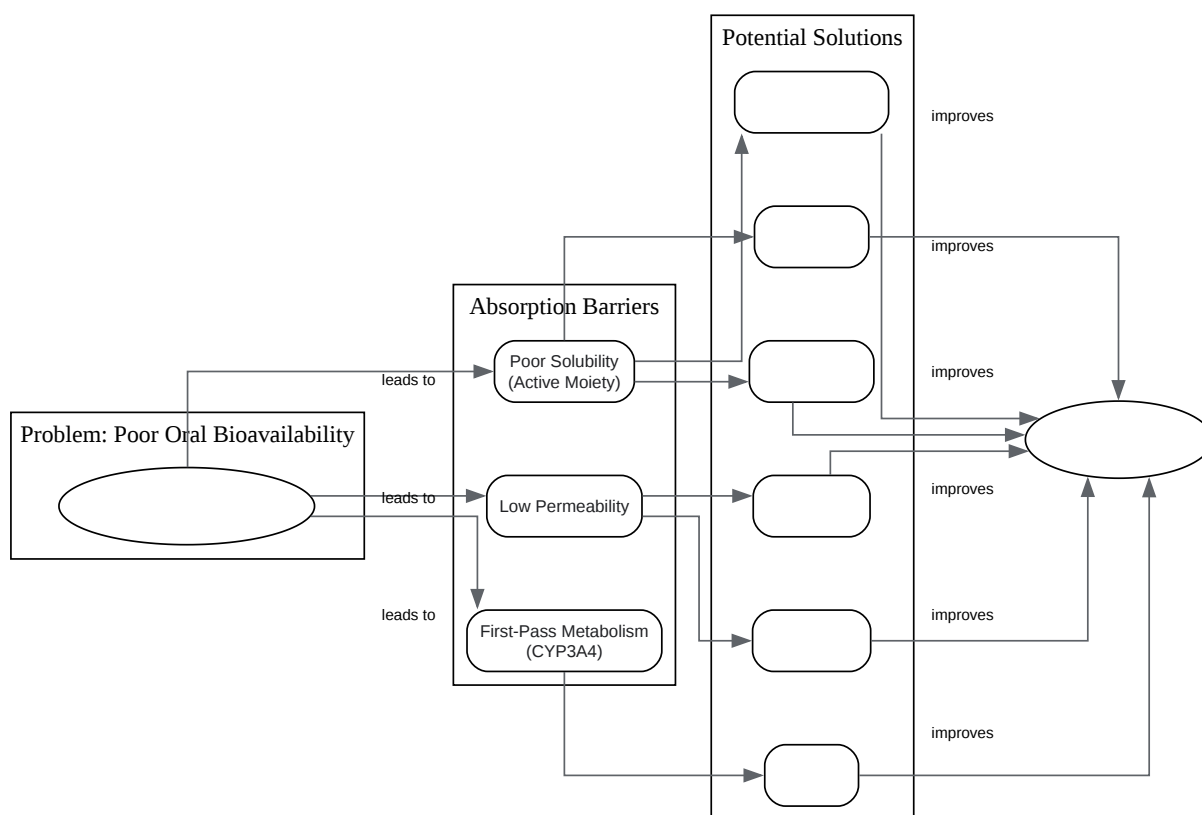 Potential Solutions
improves
improves
Absorption Barriers
Poor Solubility
(Active Moiety)
leads to
improves
Problem: Poor Oral Bioavailability
leads to
Low Permeability
improves
leads to
First-Pass Metabolism
(CYP3A4)
improves
improves